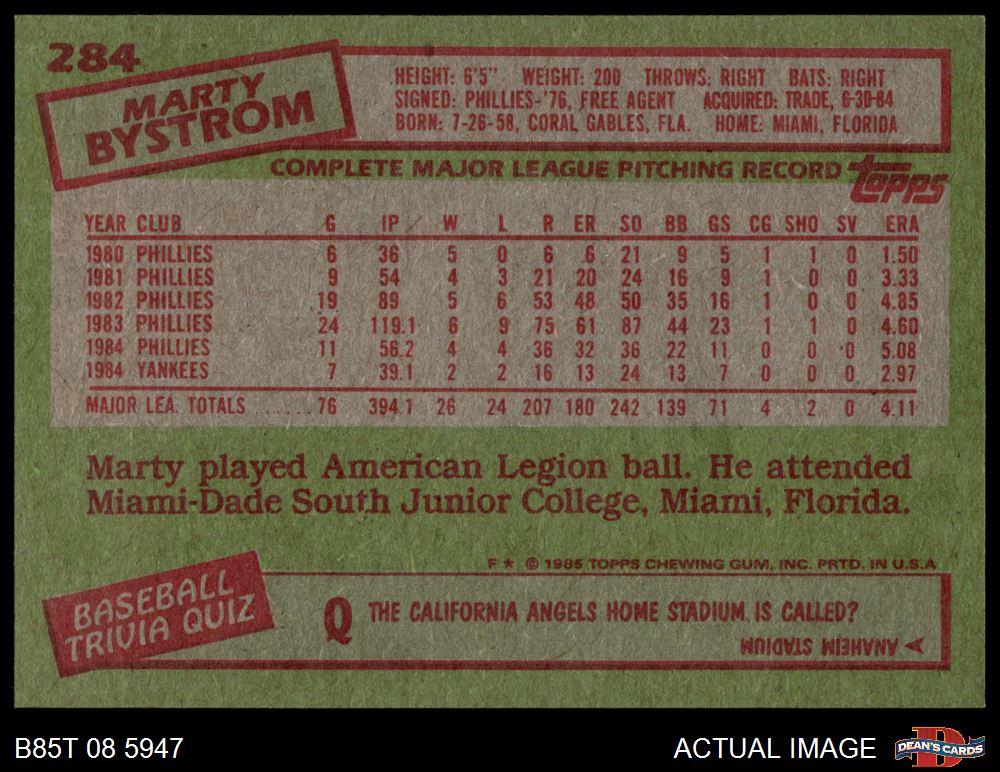 284
MARTY
BYSTROM
HEIGHT: 6'5" WEIGHT: 200 THROWS: RIGHT BATS: RIGHT
SIGNED: PHILLIES-'76, FREE AGENT ACQUIRED: TRADE, 6-30-84
BORN: 7-26-58, CORAL GABLES, FLA. HOME: MIAMI, FLORIDA
COMPLETE MAJOR LEAGUE PITCHING RECORD
Topps
YEAR CLUB G IP W L R ER SO BB GS CG SHO SV ERA
1980 PHILLIES 6 36 5 0 6 6 21 9 5 1 1 0 1.50
1981 PHILLIES 9 54 4 3 21 20 24 16 9 1 0 0 3.33
1982 PHILLIES 19 89 5 6 53 48 50 35 16 1 0 0 4.85
1983 PHILLIES 24 119.1 6 9 75 61 87 44 23 1 1 0 4.60
1984 PHILLIES 11 56.2 4 4 36 32 36 22 11 0 0 0 5.08
1984 YANKEES 7 39.1 2 2 16 13 24 13 7 0 0 0 2.97
MAJOR LEA. TOTALS ...... 76 394.1 26 24 207 180 242 139 71 4 2 0 4.11
Marty played American Legion ball. He attended
Miami-Dade South Junior College, Miami, Florida.
F * © 1985 TOPPS CHEWING GUM, INC. PRTD. IN U.S.A
BASEBALL
TRIVIA QUIZ
Q THE CALIFORNIA ANGELS HOME STADIUM IS CALLED?
A ANAHEIM STADIUM
B85T 08 5947
ACTUAL IMAGE
D
DEAN'S CARDS